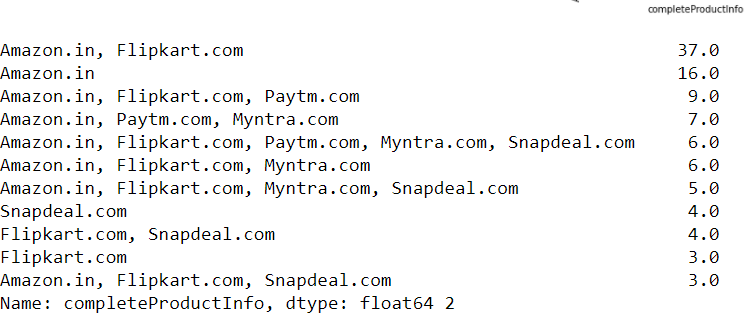 completeProductInfo
Amazon.in, Flipkart.com 37.0
Amazon.in 16.0
Amazon.in, Flipkart.com, Paytm.com 9.0
Amazon.in, Paytm.com, Myntra.com 7.0
Amazon.in, Flipkart.com, Paytm.com, Myntra.com, Snapdeal.com 6.0
Amazon.in, Flipkart.com, Myntra.com 6.0
Amazon.in, Flipkart.com, Myntra.com, Snapdeal.com 5.0
Snapdeal.com 4.0
Flipkart.com, Snapdeal.com 4.0
Flipkart.com 3.0
Amazon.in, Flipkart.com, Snapdeal.com 3.0
Name: completeProductInfo, dtype: float64 2